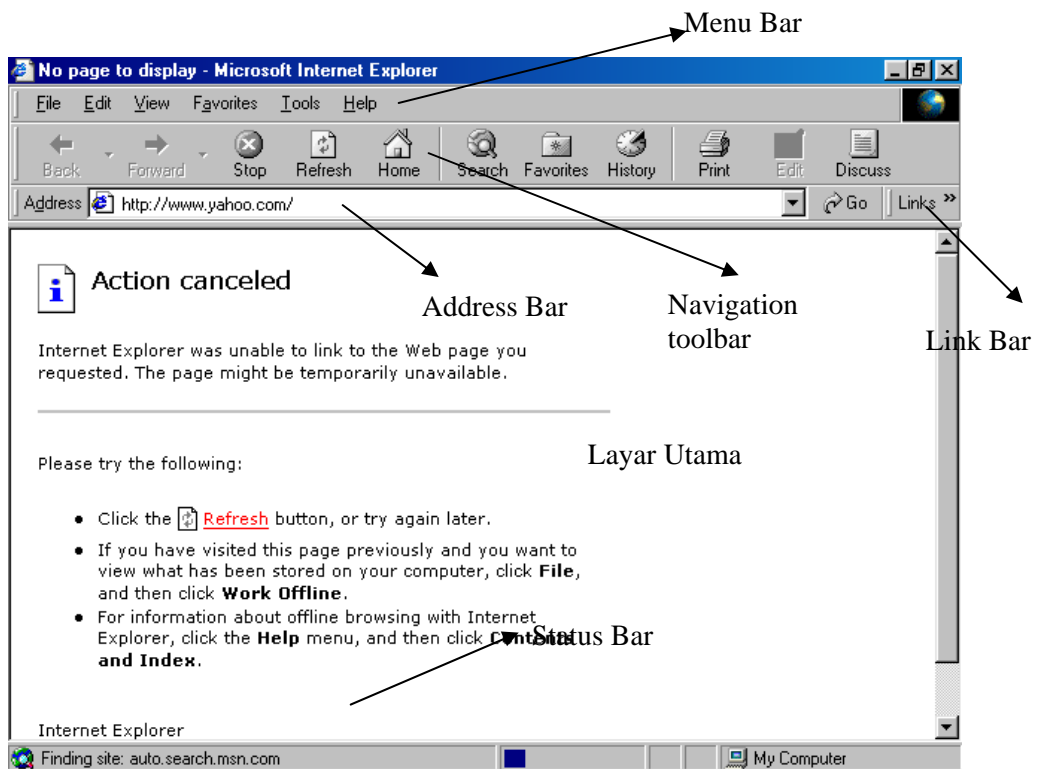 Menu Bar
No page to display - Microsoft Internet Explorer
File Edit View Favorites Tools Help
Back Forward Stop Refresh Home Search Favorites History Print Edit Discuss
Address http://www.yahoo.com/ Go Links »
Action canceled
Address Bar
Navigation
toolbar
Link Bar
Internet Explorer was unable to link to the Web page you
requested. The page might be temporarily unavailable.
Layar Utama
Please try the following:
• Click the Refresh button, or try again later.
• If you have visited this page previously and you want to
view what has been stored on your computer, click File,
and then click Work Offline.
• For information about offline browsing with Internet
Explorer, click the Help menu, and then click Contents
and Index.
Status Bar
Internet Explorer
Finding site: auto.search.msn.com My Computer